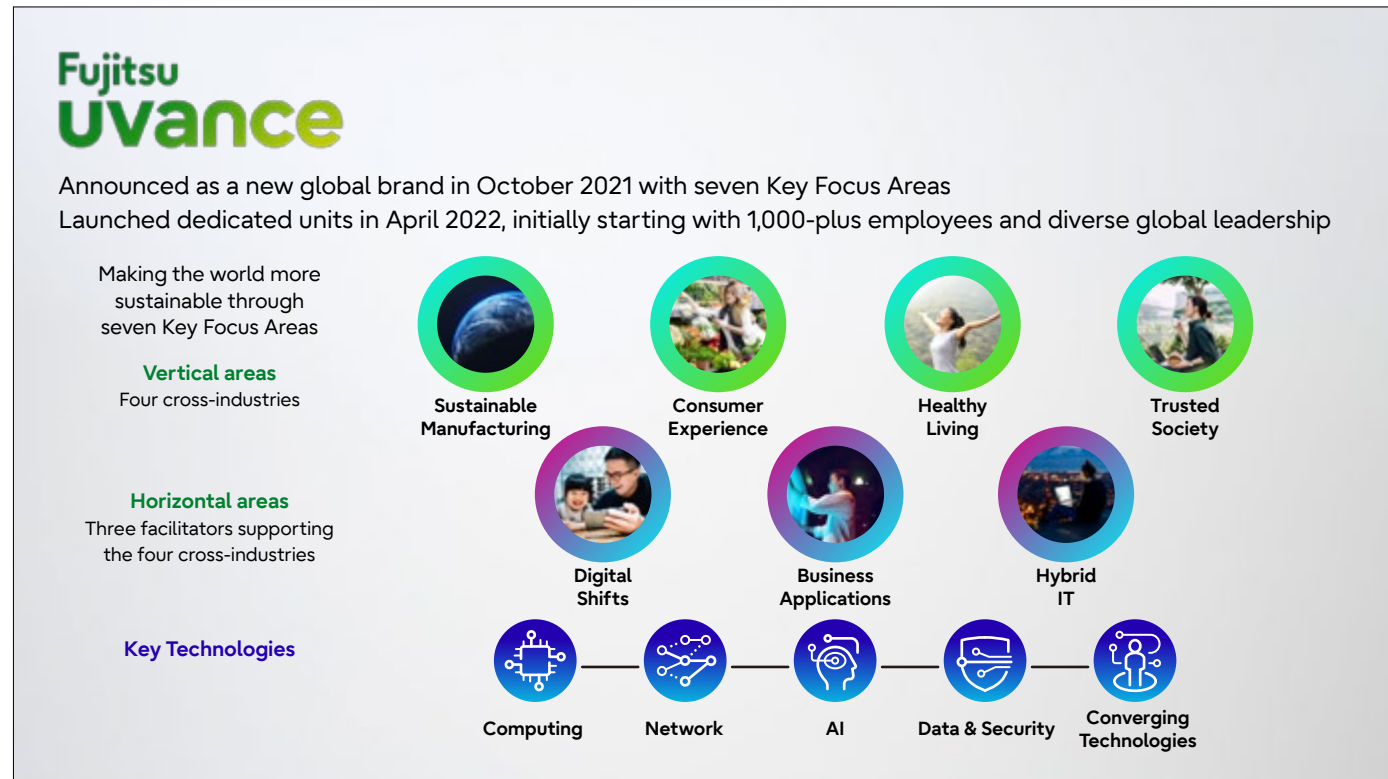 Fujitsu
uvance
Announced as a new global brand in October 2021 with seven Key Focus Areas
Launched dedicated units in April 2022, initially starting with 1,000-plus employees and diverse global leadership
Making the world more
sustainable through
seven Key Focus Areas
Vertical areas
Four cross-industries
Sustainable
Manufacturing
Consumer
Experience
Healthy
Living
Trusted
Society
Horizontal areas
Three facilitators supporting
the four cross-industries
Digital
Shifts
Business
Applications
Hybrid
IT
Key Technologies
Computing
Network
AI
Data & Security
Converging
Technologies